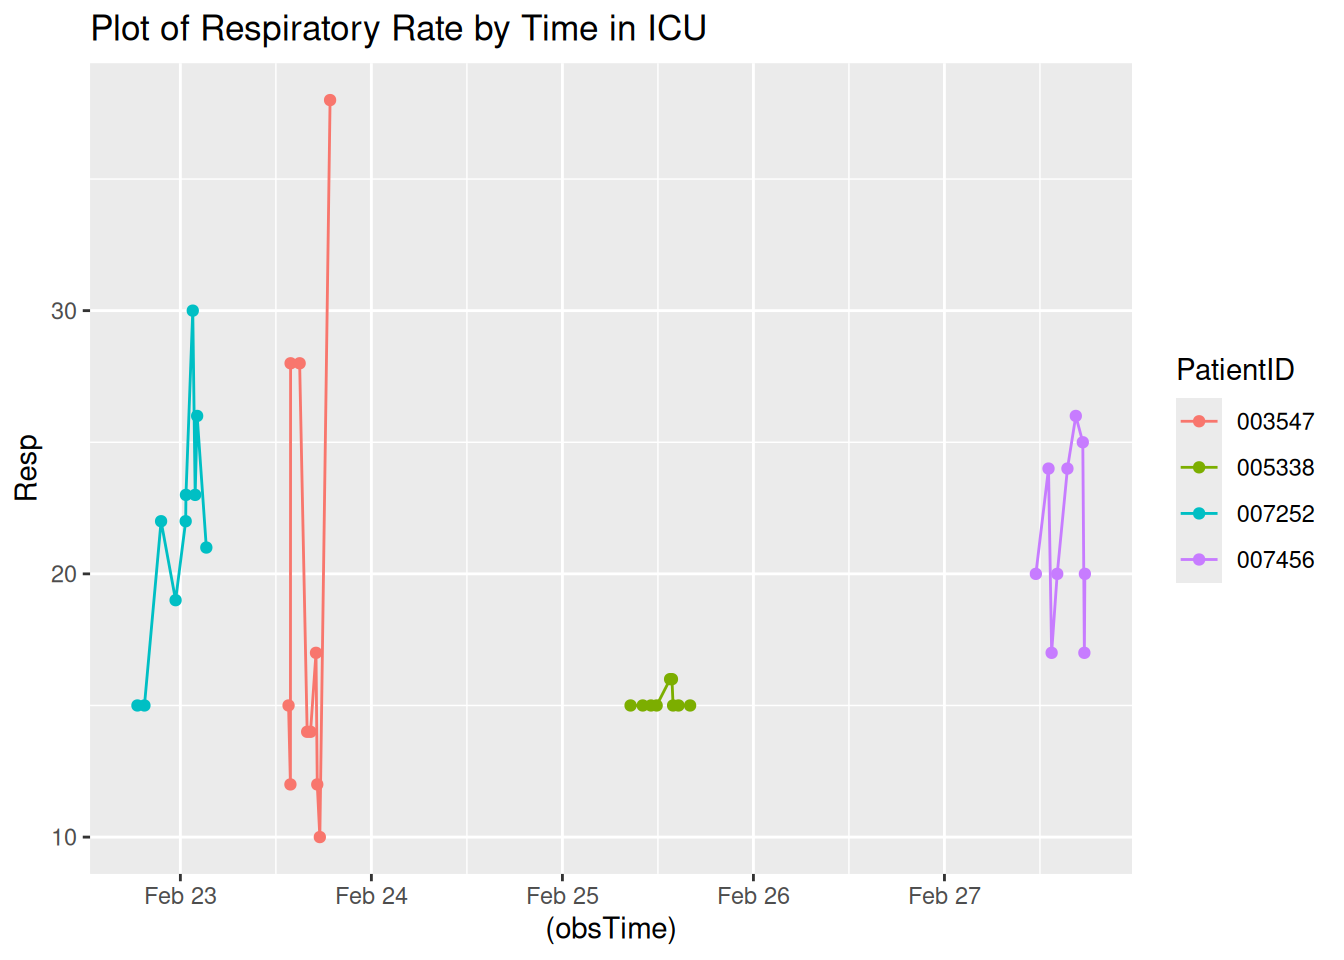 Plot of Respiratory Rate by Time in ICU
Resp
30
20
10
Feb 23
Feb 24
Feb 25
Feb 26
Feb 27
(obsTime)
PatientID
003547
005338
007252
007456